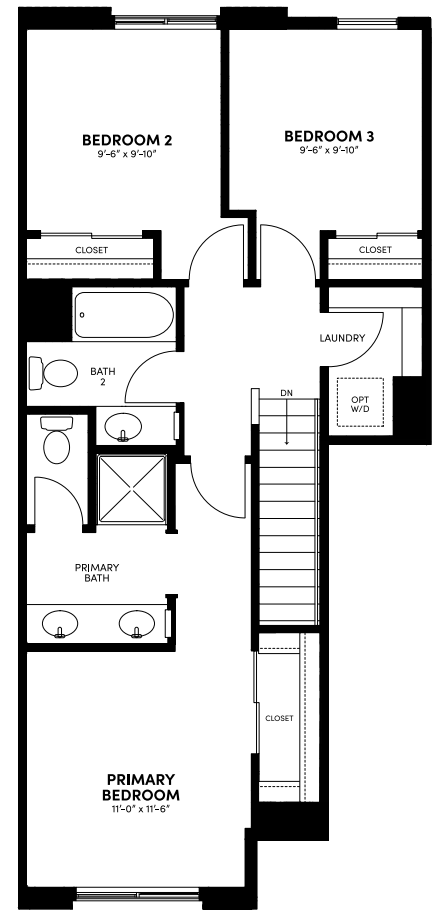 BEDROOM 2
9'-6" x 9'-10"
BEDROOM 3
9'-6" x 9'-10"
CLOSET
CLOSET
LAUNDRY
BATH
2
DN
OPT
W/D
PRIMARY
BATH
CLOSET
PRIMARY
BEDROOM
11'-0" x 11'-6"